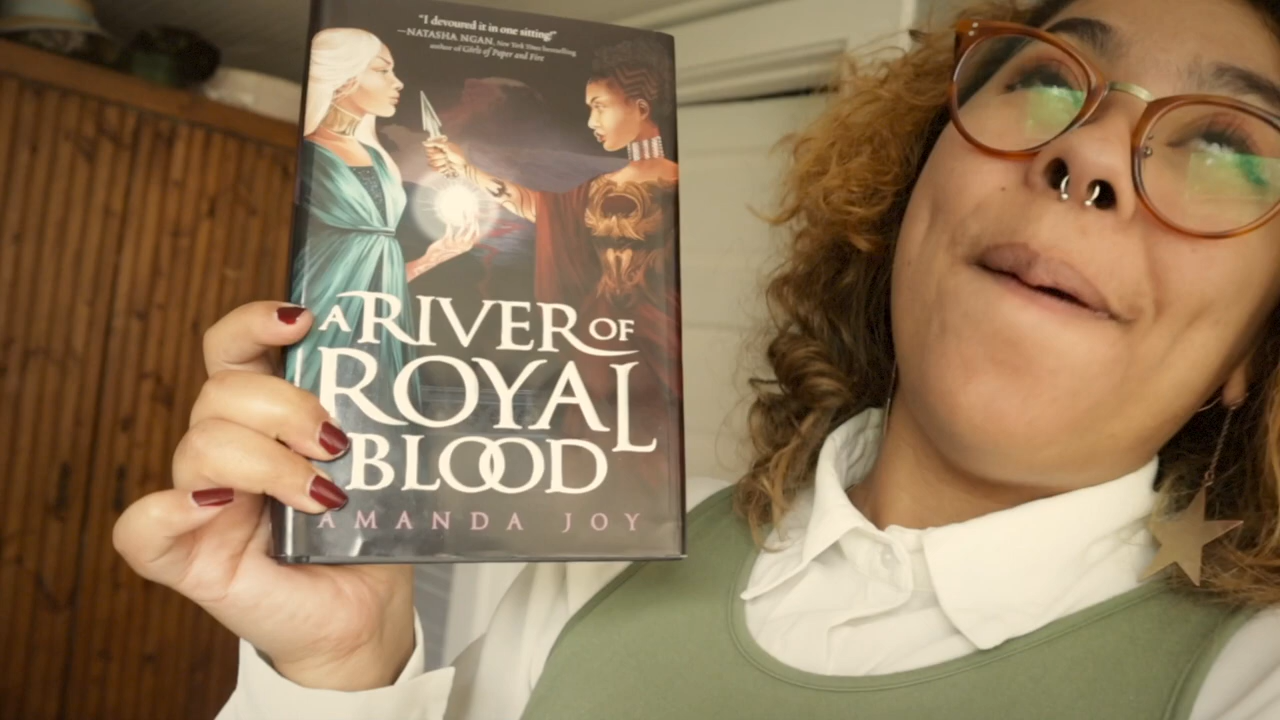 "I devoured it in one sitting!"
—NATASHA NGAN, New York Times bestselling
author of Girls of Paper and Fire
A RIVER OF
ROYAL
BLOOD
AMANDA JOY